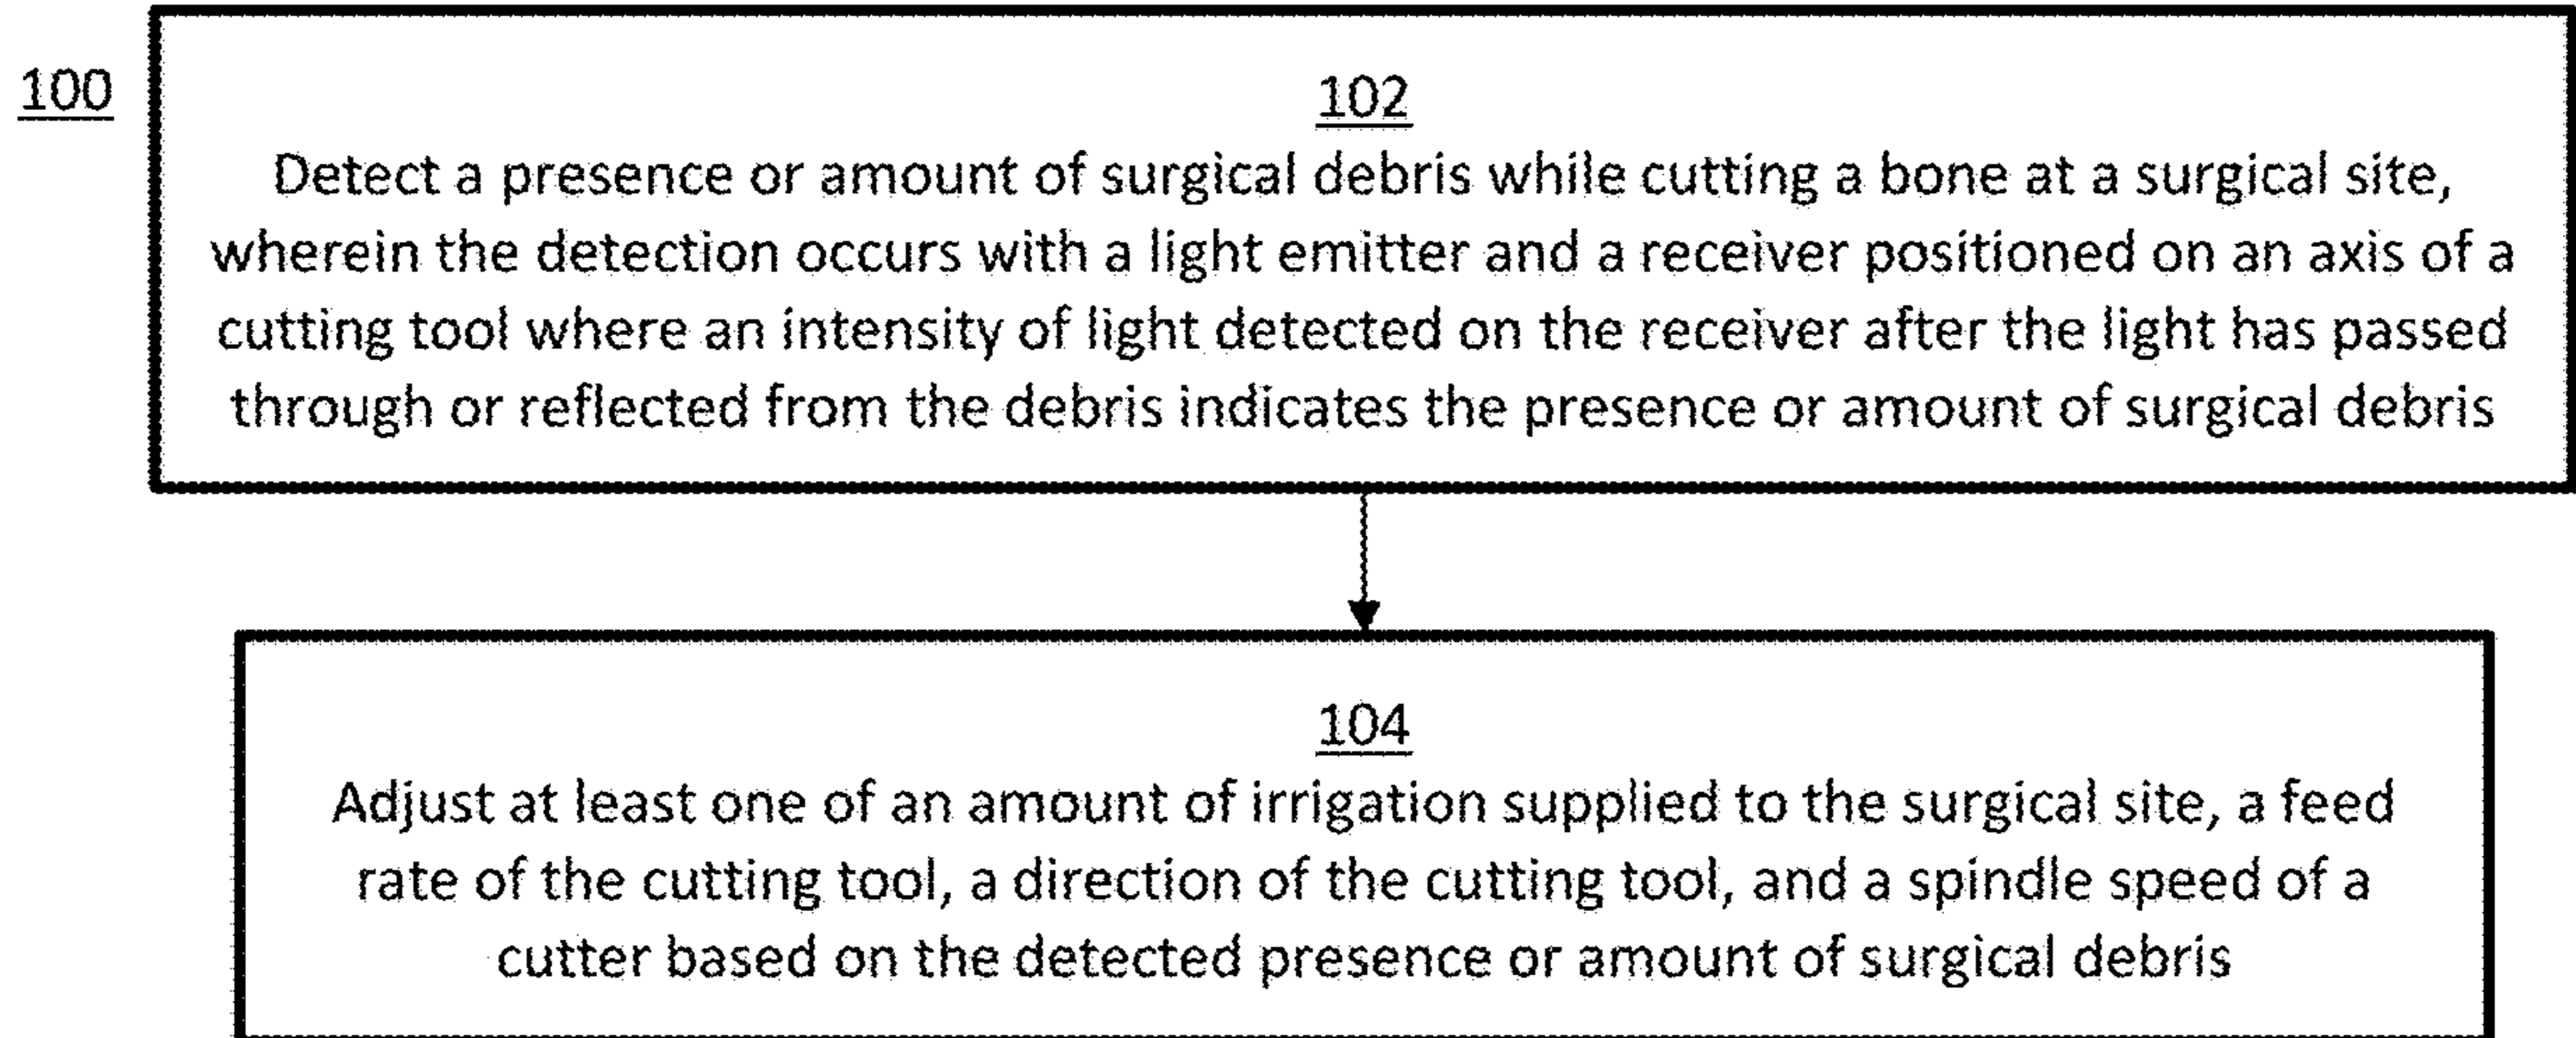 100
102
Detect a presence or amount of surgical debris while cutting a bone at a surgical site,
wherein the detection occurs with a light emitter and a receiver positioned on an axis of a
cutting tool where an intensity of light detected on the receiver after the light has passed
through or reflected from the debris indicates the presence or amount of surgical debris
104
Adjust at least one of an amount of irrigation supplied to the surgical site, a feed
rate of the cutting tool, a direction of the cutting tool, and a spindle speed of a
cutter based on the detected presence or amount of surgical debris